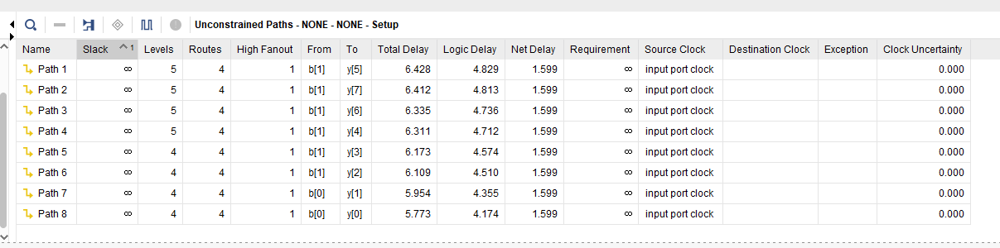 Unconstrained Paths - NONE - NONE - Setup
Name Slack 1 Levels Routes High Fanout From To Total Delay Logic Delay Net Delay Requirement Source Clock Destination Clock Exception Clock Uncertainty
Path 1 ∞ 5 4 1 b[1] y[5] 6.428 4.829 1.599 ∞ input port clock 0.000
Path 2 ∞ 5 4 1 b[1] y[7] 6.412 4.813 1.599 ∞ input port clock 0.000
Path 3 ∞ 5 4 1 b[1] y[6] 6.335 4.736 1.599 ∞ input port clock 0.000
Path 4 ∞ 5 4 1 b[1] y[4] 6.311 4.712 1.599 ∞ input port clock 0.000
Path 5 ∞ 4 4 1 b[1] y[3] 6.173 4.574 1.599 ∞ input port clock 0.000
Path 6 ∞ 4 4 1 b[1] y[2] 6.109 4.510 1.599 ∞ input port clock 0.000
Path 7 ∞ 4 4 1 b[0] y[1] 5.954 4.355 1.599 ∞ input port clock 0.000
Path 8 ∞ 4 4 1 b[0] y[0] 5.773 4.174 1.599 ∞ input port clock 0.000